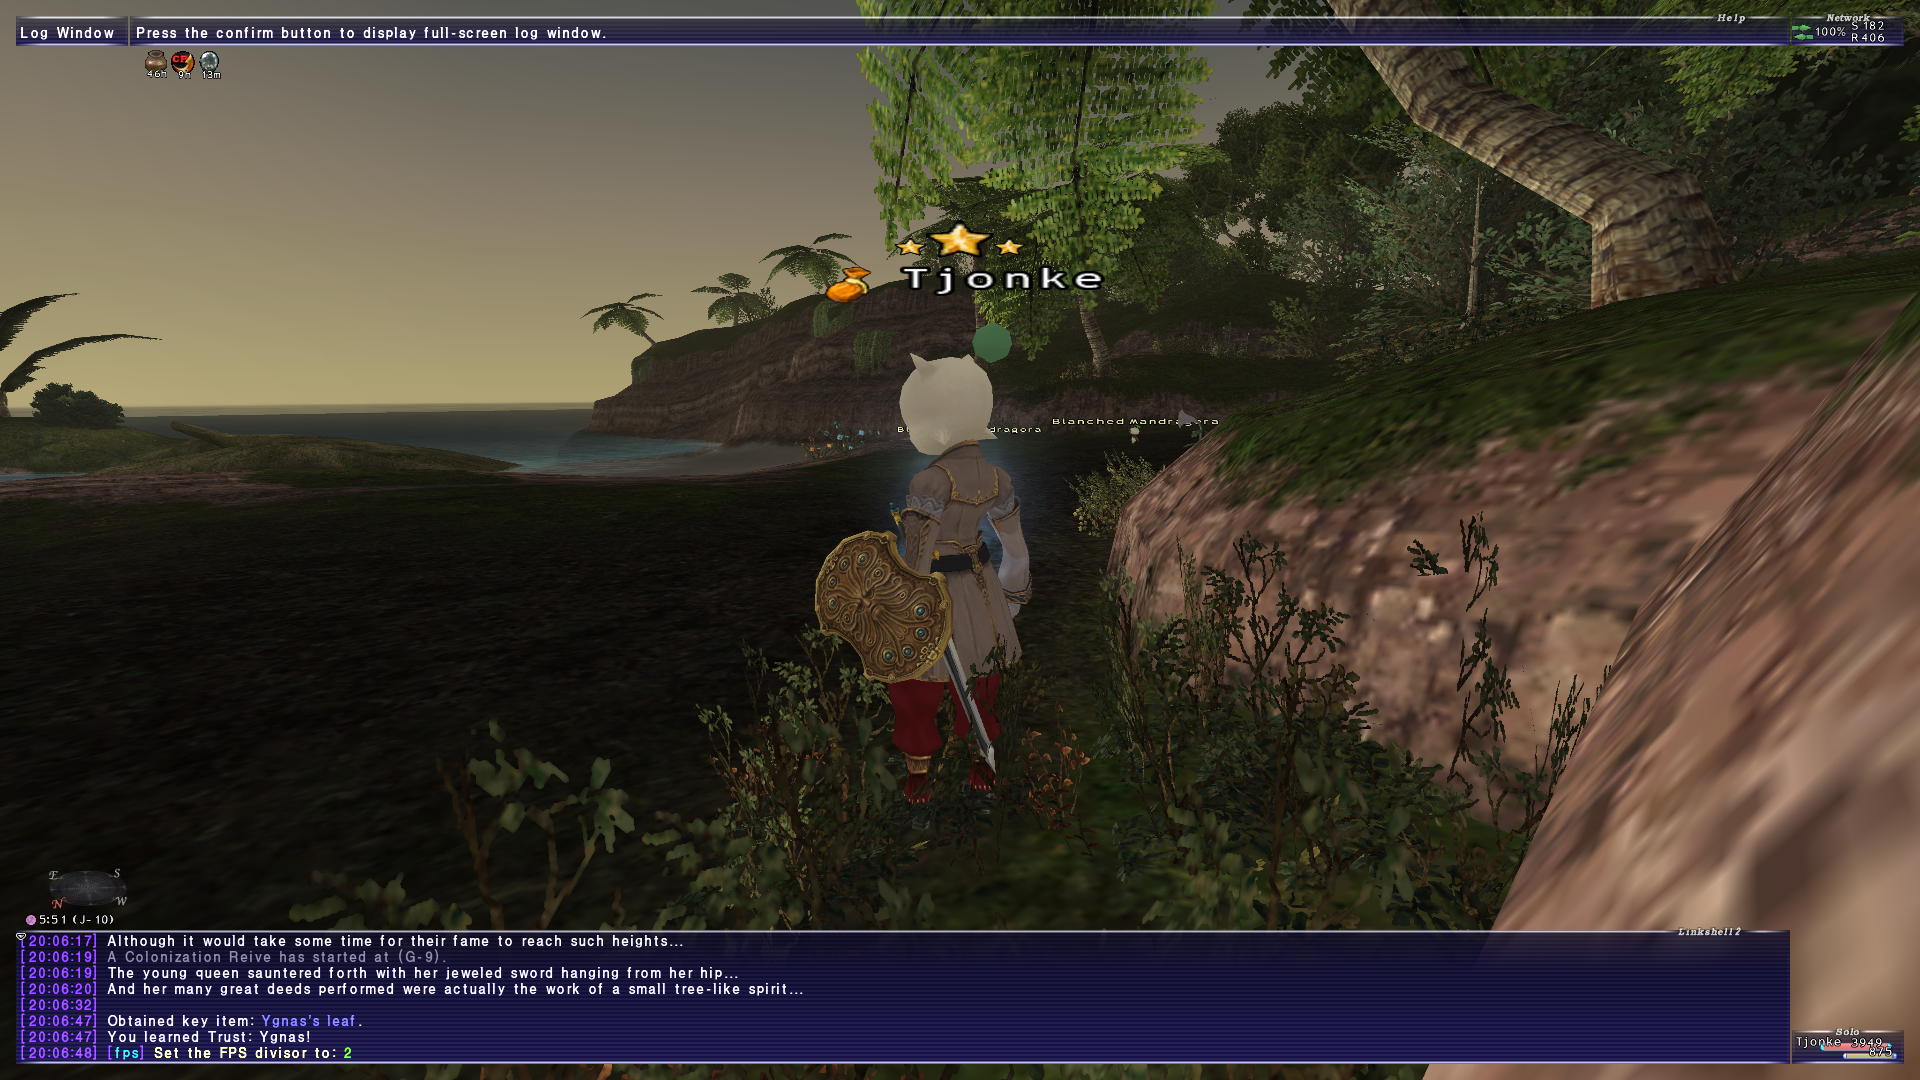 Help
Network
Log Window
Press the confirm button to display full-screen log window.
100%
S 182
R 406
46h
9h
13m
CP
Tjonke
dragora
Blanched Mandragora
E
S
N
W
5:51 (J-10)
Linkshell2
[20:06:17] Although it would take some time for their fame to reach such heights...
[20:06:19] A Colonization Reive has started at (G-9).
[20:06:19] The young queen sauntered forth with her jeweled sword hanging from her hip...
[20:06:20] And her many great deeds performed were actually the work of a small tree-like spirit...
[20:06:32]
[20:06:47] Obtained key item: Ygnas's leaf.
[20:06:47] You learned Trust: Ygnas!
[20:06:48] [fps] Set the FPS divisor to: 2
Solo
Tjonke 3949
875